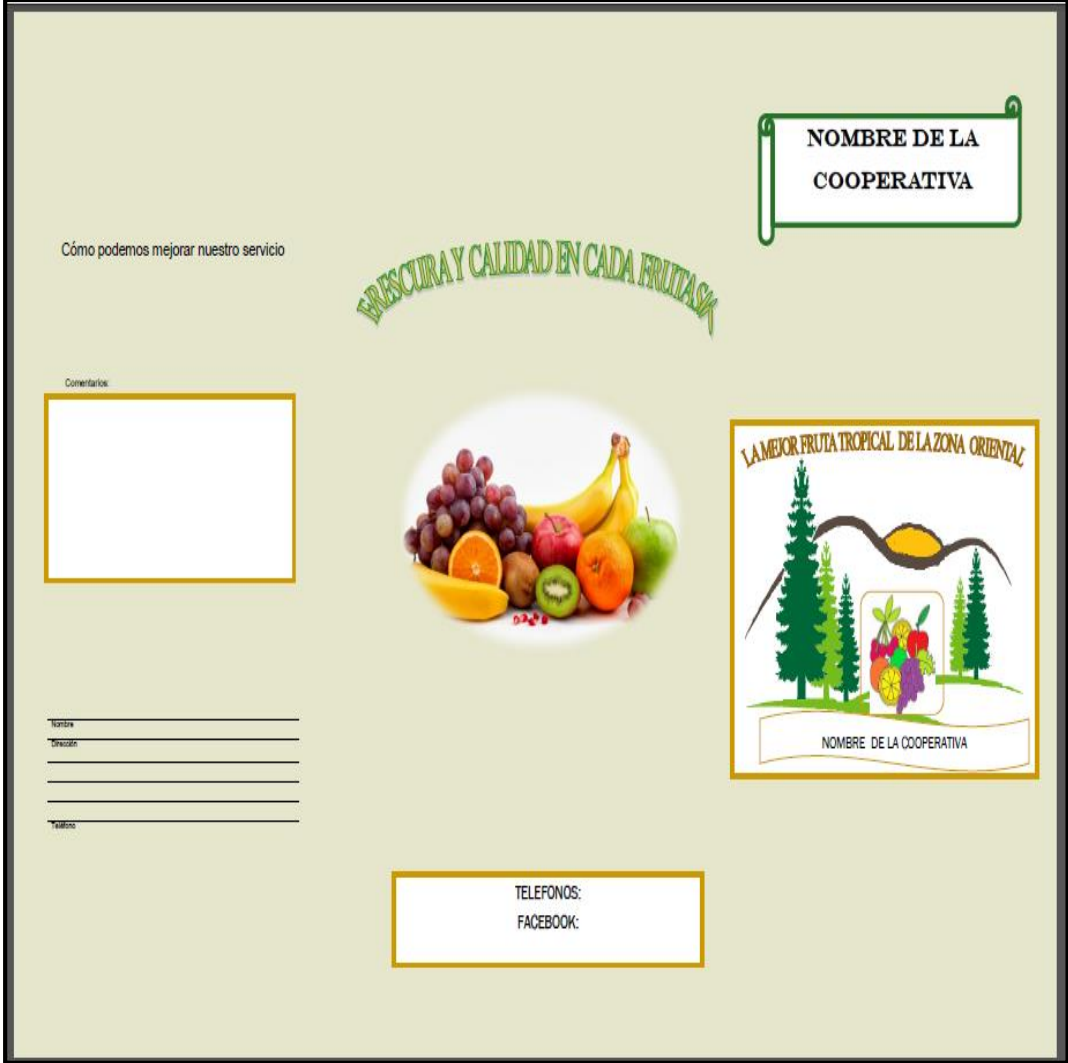 Cómo podemos mejorar nuestro servicio
Comentarios:
Nombre
Dirección
Teléfono
FRESCURA Y CALIDAD EN CADA
TELEFONOS:
FACEBOOK:
NOMBRE DE LA
COOPERATIVA
LA MEJOR FRUTA TROPICAL DE LA ZONA ORIENTAL
NOMBRE DE LA COOPERATIVA